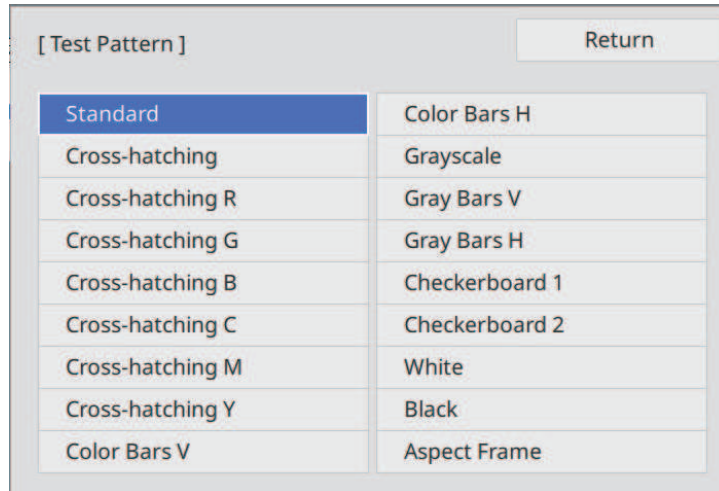 [ Test Pattern ]
Return
Standard
Cross-hatching
Cross-hatching R
Cross-hatching G
Cross-hatching B
Cross-hatching C
Cross-hatching M
Cross-hatching Y
Color Bars V
Color Bars H
Grayscale
Gray Bars V
Gray Bars H
Checkerboard 1
Checkerboard 2
White
Black
Aspect Frame